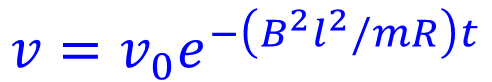 v = v₀e^−(B²l²/mR)t